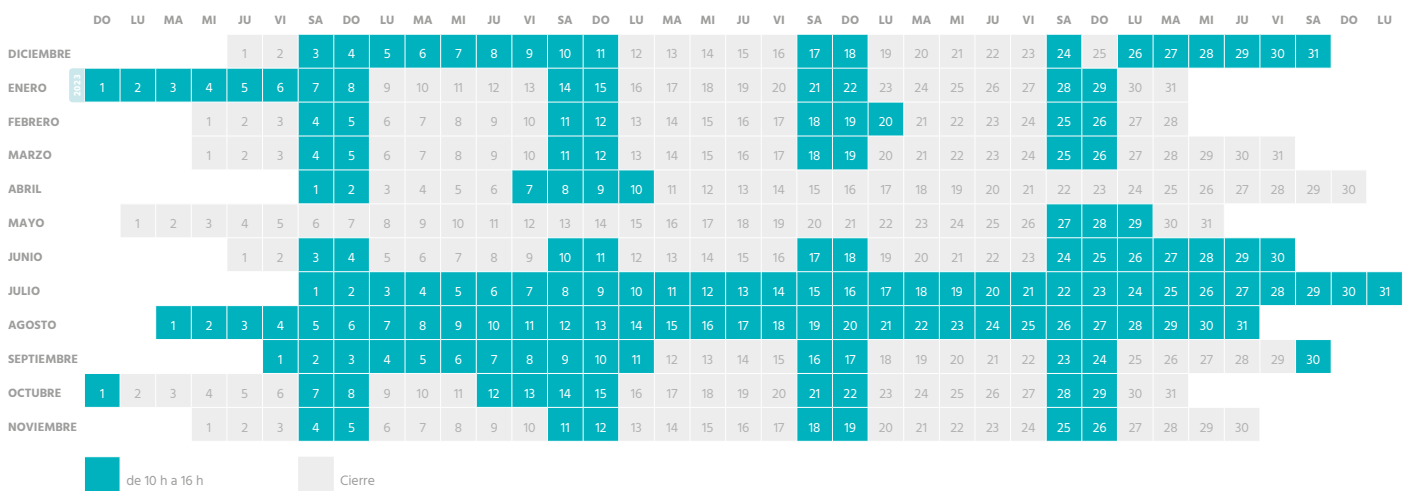 DO LU MA MI JU VI SA DO LU MA MI JU VI SA DO LU MA MI JU VI SA DO LU MA MI JU VI SA DO LU MA MI JU VI SA DO LU
DICIEMBRE 1 2 3 4 5 6 7 8 9 10 11 12 13 14 15 16 17 18 19 20 21 22 23 24 25 26 27 28 29 30 31
ENERO 2023 1 2 3 4 5 6 7 8 9 10 11 12 13 14 15 16 17 18 19 20 21 22 23 24 25 26 27 28 29 30 31
FEBRERO 1 2 3 4 5 6 7 8 9 10 11 12 13 14 15 16 17 18 19 20 21 22 23 24 25 26 27 28
MARZO 1 2 3 4 5 6 7 8 9 10 11 12 13 14 15 16 17 18 19 20 21 22 23 24 25 26 27 28 29 30 31
ABRIL 1 2 3 4 5 6 7 8 9 10 11 12 13 14 15 16 17 18 19 20 21 22 23 24 25 26 27 28 29 30
MAYO 1 2 3 4 5 6 7 8 9 10 11 12 13 14 15 16 17 18 19 20 21 22 23 24 25 26 27 28 29 30 31
JUNIO 1 2 3 4 5 6 7 8 9 10 11 12 13 14 15 16 17 18 19 20 21 22 23 24 25 26 27 28 29 30
JULIO 1 2 3 4 5 6 7 8 9 10 11 12 13 14 15 16 17 18 19 20 21 22 23 24 25 26 27 28 29 30 31
AGOSTO 1 2 3 4 5 6 7 8 9 10 11 12 13 14 15 16 17 18 19 20 21 22 23 24 25 26 27 28 29 30 31
SEPTIEMBRE 1 2 3 4 5 6 7 8 9 10 11 12 13 14 15 16 17 18 19 20 21 22 23 24 25 26 27 28 29 30
OCTUBRE 1 2 3 4 5 6 7 8 9 10 11 12 13 14 15 16 17 18 19 20 21 22 23 24 25 26 27 28 29 30 31
NOVIEMBRE 1 2 3 4 5 6 7 8 9 10 11 12 13 14 15 16 17 18 19 20 21 22 23 24 25 26 27 28 29 30
de 10 h a 16 h Cierre